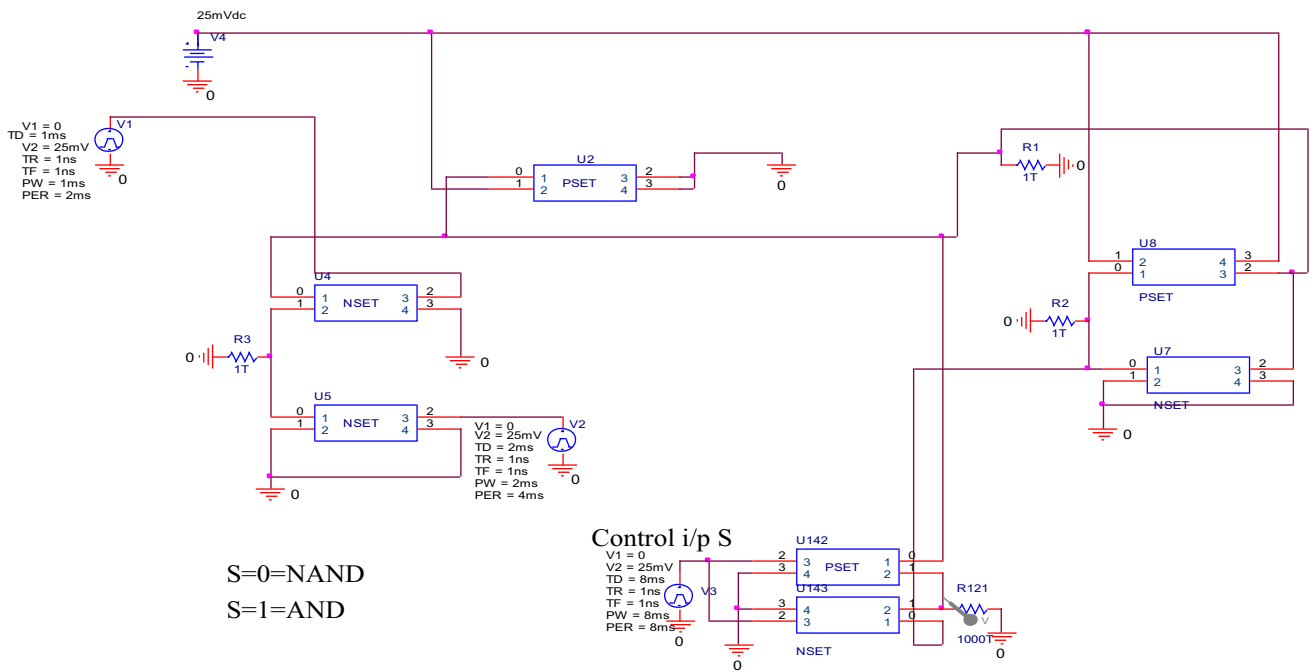 25mVdc
V4
0
V1 = 0
TD = 1ms
V2 = 25mV
TR = 1ns
TF = 1ns
PW = 1ms
PER = 2ms
V1
0
U2
0 1 PSET 3 2
1 2 4 3
0
R1
1T
0
U8
1 2 4 3
0 1 3 2
PSET
U4
0 1 NSET 3 2
1 2 4 3
0
R3
0
1T
R2
0
1T
U7
0 1 3 2
1 2 4 3
NSET
0
U5
0 1 NSET 3 2
1 2 4 3
0
V1 = 0
V2 = 25mV
TD = 2ms
TR = 1ns
TF = 1ns
PW = 2ms
PER = 4ms
V2
0
Control i/p S
V1 = 0
V2 = 25mV
TD = 8ms
TR = 1ns
TF = 1ns
PW = 8ms
PER = 8ms
V3
0
U142
2 3 PSET 1 0
3 4 2 1
U143
3 4 2 1
2 3 1 0
NSET
0
R121
V
1000T
0
S=0=NAND
S=1=AND